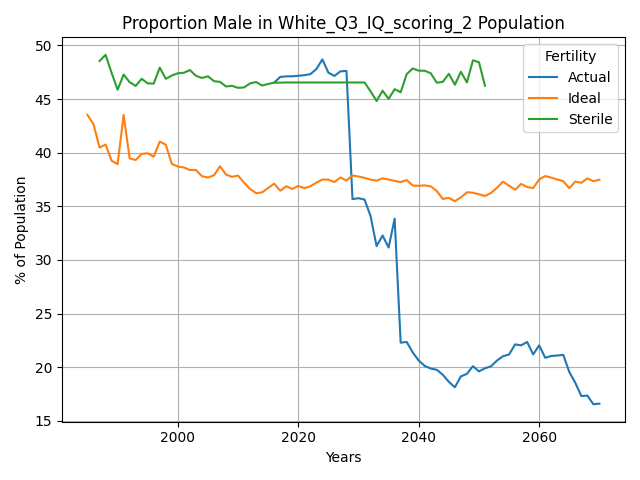 Proportion Male in White_Q3_IQ_scoring_2 Population
% of Population
50
45
40
35
30
25
20
15
2000
2020
2040
2060
Years
Fertility
Actual
Ideal
Sterile